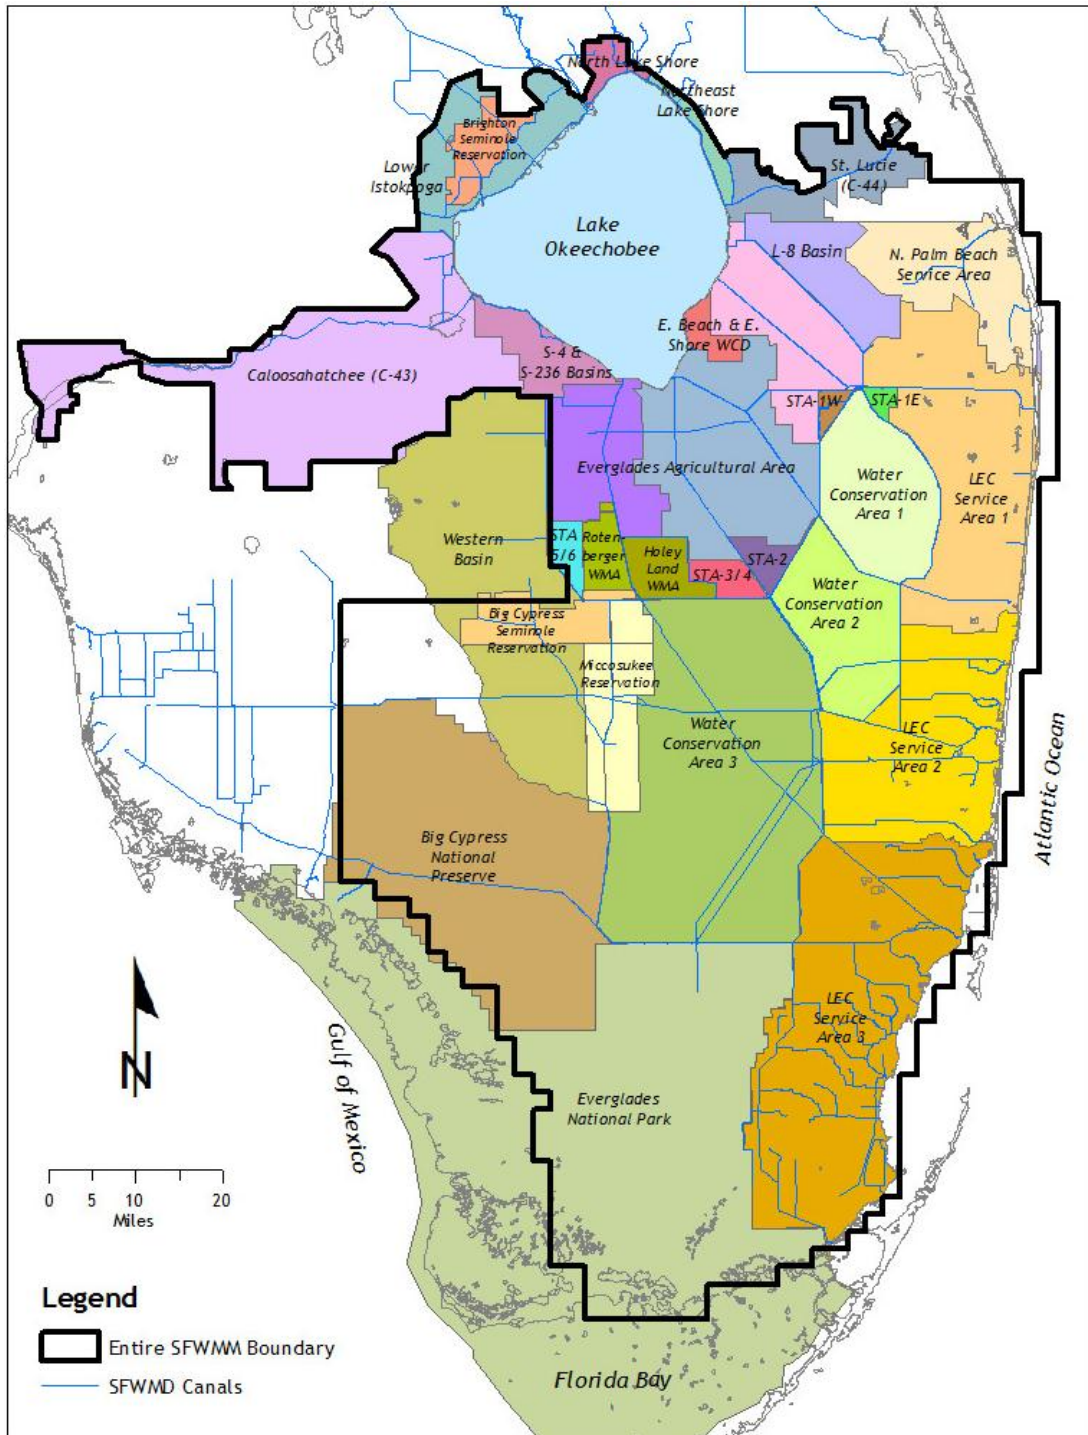 North Lake Shore
Northeast
Lake Shore
Brighton
Seminole
Reservation
Lower
Istokpoga
St. Lucie
(C-44)
Lake
Okeechobee
L-8 Basin
N. Palm Beach
Service Area
E. Beach & E.
Shore WCD
S-4 &
S-236 Basins
Caloosahatchee (C-43)
STA-1W
STA-1E
Everglades Agricultural Area
Water
Conservation
Area 1
LEC
Service
Area 1
Western
Basin
STA
5/6
Roten-
berger
WMA
Holey
Land
WMA
STA-2
STA-3/4
Water
Conservation
Area 2
Big Cypress
Seminole
Reservation
Miccosukee
Reservation
Water
Conservation
Area 3
LEC
Service
Area 2
Atlantic Ocean
Big Cypress
National
Preserve
LEC
Service
Area 3
N
Gulf of Mexico
Everglades
National Park
0 5 10 20
Miles
Legend
Entire SFWMM Boundary
SFWMD Canals
Florida Bay